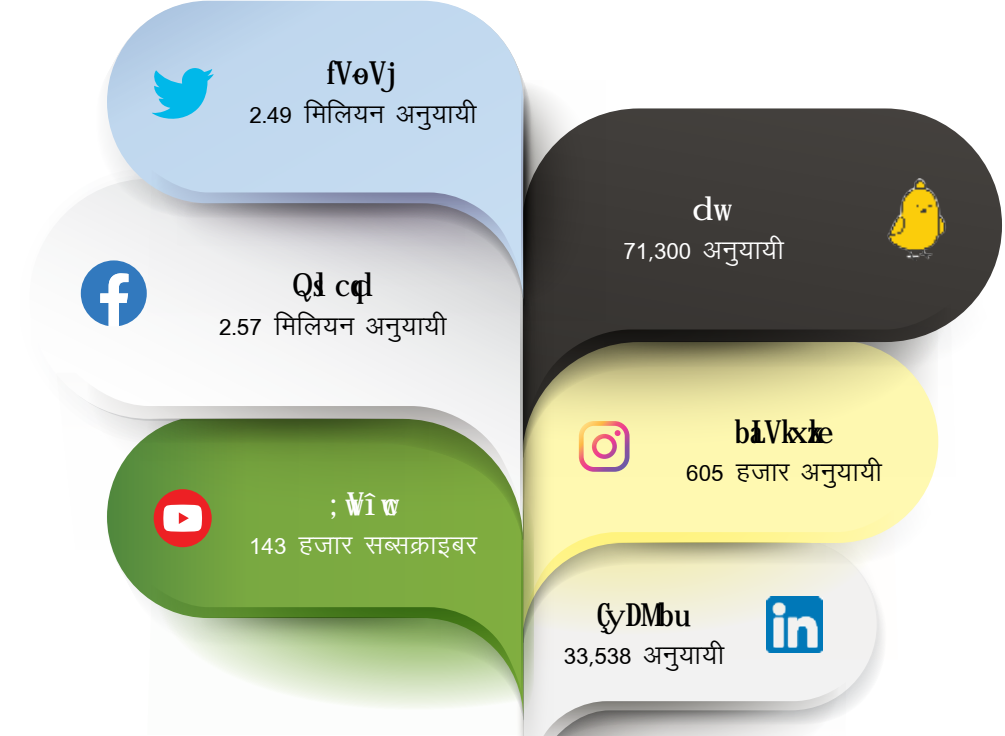 fVoVj
2.49 मिलियन अनुयायी
dw
71,300 अनुयायी
2.57 मिलियन अनुयायी
605 हजार अनुयायी
143 हजार सब्सक्राइबर
33,538 अनुयायी
in